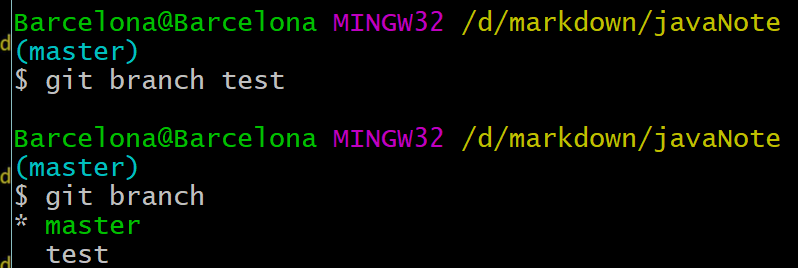 Barcelona@Barcelona MINGW32 /d/markdown/javaNote
(master)
$ git branch test
Barcelona@Barcelona MINGW32 /d/markdown/javaNote
(master)
$ git branch
* master
test